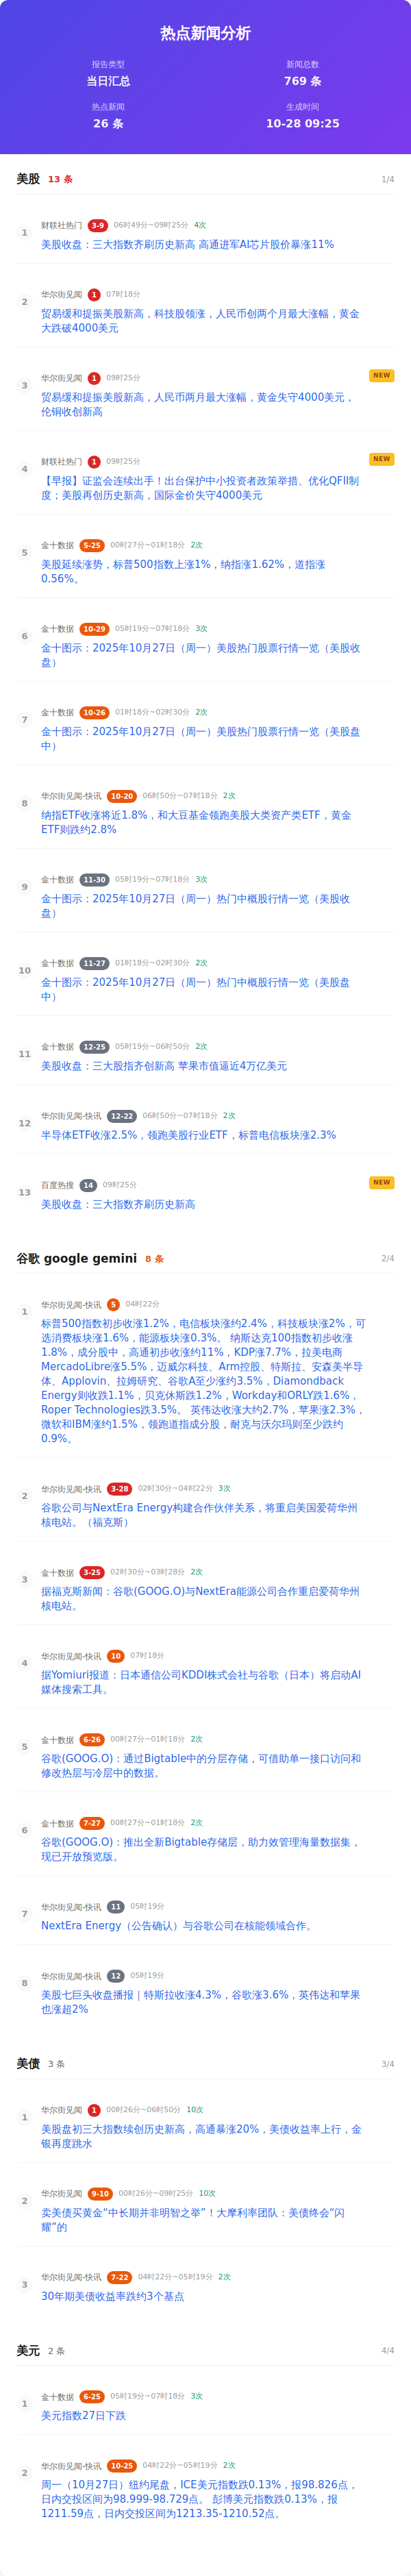 热点新闻分析
报告类型
当日汇总
新闻总数
769 条
热点新闻
26 条
生成时间
10-28 09:25
美股 13 条 1/4
1
财联社热门 3-9 06时49分~09时25分 4次
美股收盘：三大指数齐刷历史新高 高通进军AI芯片股价暴涨11%
2
华尔街见闻 1 07时18分
贸易缓和提振美股新高，科技股领涨，人民币创两个月最大涨幅，黄金
大跌破4000美元
3
华尔街见闻 1 09时25分 NEW
贸易缓和提振美股新高，人民币两月最大涨幅，黄金失守4000美元，
伦铜收创新高
4
财联社热门 1 09时25分 NEW
【早报】证监会连续出手！出台保护中小投资者政策举措、优化QFII制
度；美股再创历史新高，国际金价失守4000美元
5
金十数据 5-25 00时27分~01时18分 2次
美股延续涨势，标普500指数上涨1%，纳指涨1.62%，道指涨
0.56%。
6
金十数据 10-29 05时19分~07时18分 3次
金十图示：2025年10月27日（周一）美股热门股票行情一览（美股收
盘）
7
金十数据 10-26 01时18分~02时30分 2次
金十图示：2025年10月27日（周一）美股热门股票行情一览（美股盘
中）
8
华尔街见闻-快讯 10-20 06时50分~07时18分 2次
纳指ETF收涨将近1.8%，和大豆基金领跑美股大类资产类ETF，黄金
ETF则跌约2.8%
9
金十数据 11-30 05时19分~07时18分 3次
金十图示：2025年10月27日（周一）热门中概股行情一览（美股收
盘）
10
金十数据 11-27 01时18分~02时30分 2次
金十图示：2025年10月27日（周一）热门中概股行情一览（美股盘
中）
11
金十数据 12-25 05时19分~06时50分 2次
美股收盘：三大股指齐创新高 苹果市值逼近4万亿美元
12
华尔街见闻-快讯 12-22 06时50分~07时18分 2次
半导体ETF收涨2.5%，领跑美股行业ETF，标普电信板块涨2.3%
13
百度热搜 14 09时25分 NEW
美股收盘：三大指数齐刷历史新高
谷歌 google gemini 8 条 2/4
1
华尔街见闻-快讯 5 04时22分
标普500指数初步收涨1.2%，电信板块涨约2.4%，科技板块涨2%，可
选消费板块涨1.6%，能源板块涨0.3%。 纳斯达克100指数初步收涨
1.8%，成分股中，高通初步收涨约11%，KDP涨7.7%，拉美电商
MercadoLibre涨5.5%，迈威尔科技、Arm控股、特斯拉、安森美半导
体、Applovin、拉姆研究、谷歌A至少涨约3.5%，Diamondback
Energy则收跌1.1%，贝克休斯跌1.2%，Workday和ORLY跌1.6%，
Roper Technologies跌3.5%。 英伟达收涨大约2.7%，苹果涨2.3%，
微软和IBM涨约1.5%，领跑道指成分股，耐克与沃尔玛则至少跌约
0.9%。
2
华尔街见闻-快讯 3-28 02时30分~04时22分 3次
谷歌公司与NextEra Energy构建合作伙伴关系，将重启美国爱荷华州
核电站。（福克斯）
3
金十数据 3-25 02时30分~03时28分 2次
据福克斯新闻：谷歌(GOOG.O)与NextEra能源公司合作重启爱荷华州
核电站。
4
华尔街见闻-快讯 10 07时18分
据Yomiuri报道：日本通信公司KDDI株式会社与谷歌（日本）将启动AI
媒体搜索工具。
5
金十数据 6-26 00时27分~01时18分 2次
谷歌(GOOG.O)：通过Bigtable中的分层存储，可借助单一接口访问和
修改热层与冷层中的数据。
6
金十数据 7-27 00时27分~01时18分 2次
谷歌(GOOG.O)：推出全新Bigtable存储层，助力高效管理海量数据集，
现已开放预览版。
7
华尔街见闻-快讯 11 05时19分
NextEra Energy（公告确认）与谷歌公司在核能领域合作。
8
华尔街见闻-快讯 12 05时19分
美股七巨头收盘播报｜特斯拉收涨4.3%，谷歌涨3.6%，英伟达和苹果
也涨超2%
美债 3 条 3/4
1
华尔街见闻 1 00时26分~06时50分 10次
美股盘初三大指数续创历史新高，高通暴涨20%，美债收益率上行，金
银再度跳水
2
华尔街见闻 9-10 00时26分~09时25分 10次
卖美债买黄金“中长期并非明智之举”！大摩利率团队：美债终会“闪
耀”的
3
华尔街见闻-快讯 7-22 04时22分~05时19分 2次
30年期美债收益率跌约3个基点
美元 2 条 4/4
1
金十数据 6-25 05时19分~07时18分 3次
美元指数27日下跌
2
华尔街见闻-快讯 10-25 04时22分~05时19分 2次
周一（10月27日）纽约尾盘，ICE美元指数跌0.13%，报98.826点，
日内交投区间为98.999-98.729点。 彭博美元指数跌0.13%，报
1211.59点，日内交投区间为1213.35-1210.52点。